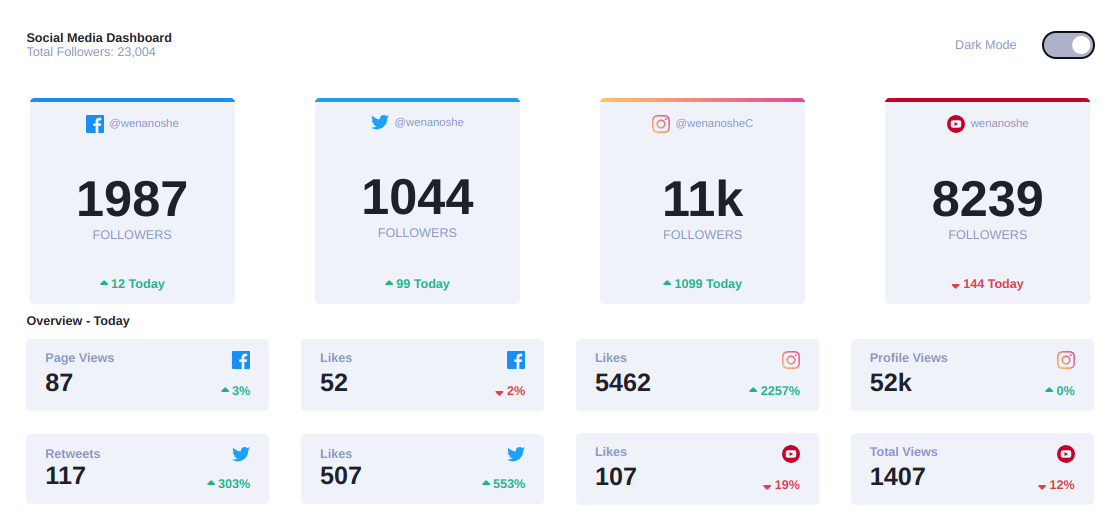 Social Media Dashboard
Total Followers: 23,004
Dark Mode
@wenanoshe
1987
FOLLOWERS
12 Today
@wenanoshe
1044
FOLLOWERS
99 Today
@wenanosheC
11k
FOLLOWERS
1099 Today
wenanoshe
8239
FOLLOWERS
144 Today
Overview - Today
Page Views
87
3%
Likes
52
2%
Likes
5462
2257%
Profile Views
52k
0%
Retweets
117
303%
Likes
507
553%
Likes
107
19%
Total Views
1407
12%